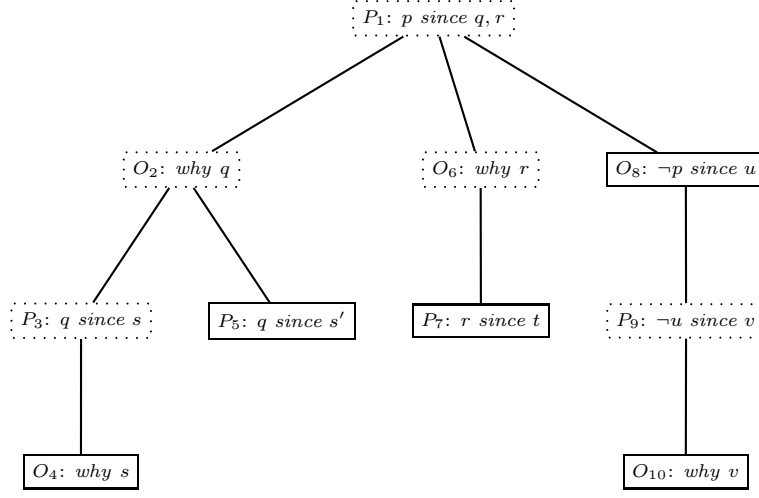 P₁: p since q, r
O₂: why q
O₆: why r
O₈: ¬p since u
P₃: q since s
P₅: q since s′
P₇: r since t
P₉: ¬u since v
O₄: why s
O₁₀: why v